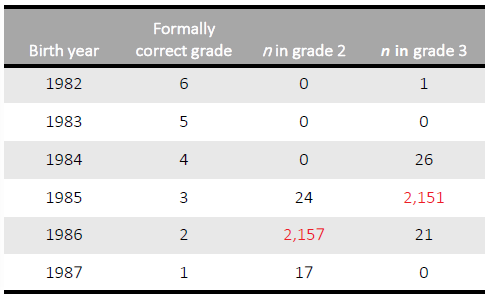 Birth year Formally correct grade n in grade 2 n in grade 3
1982 6 0 1
1983 5 0 0
1984 4 0 26
1985 3 24 2,151
1986 2 2,157 21
1987 1 17 0